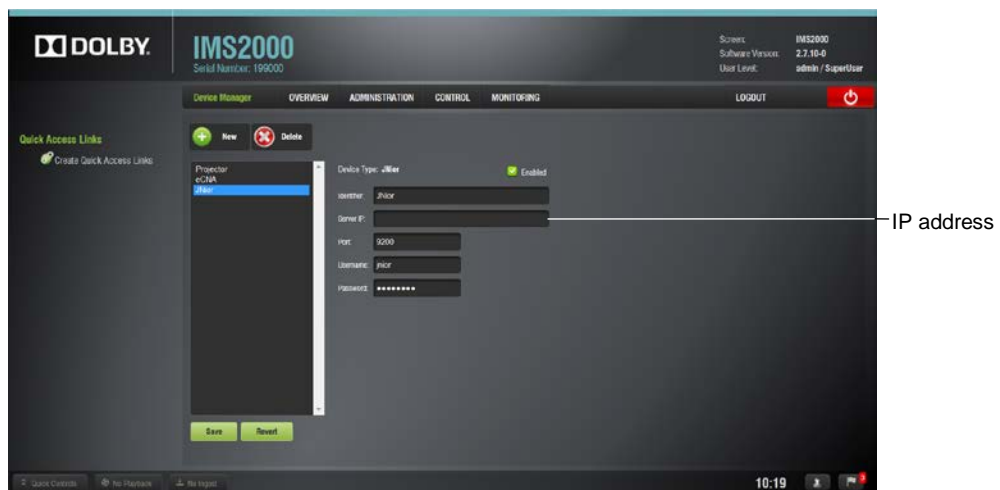 DOLBY.
IMS2000
Serial Number: 199000
Screen: IMS2000
Software Version: 2.7.10-0
User Level: admin / SuperUser
Device Manager OVERVIEW ADMINISTRATION CONTROL MONITORING LOGOUT
Quick Access Links
Create Quick Access Links
New Delete
Projector
eCNA
JNior
Device Type: JNior Enabled
Identifier: JNior
Server IP:
IP address
Port: 9200
Username: jnior
Password: ••••••••
Save Revert
Quick Controls No Playback No Ingest 10:19